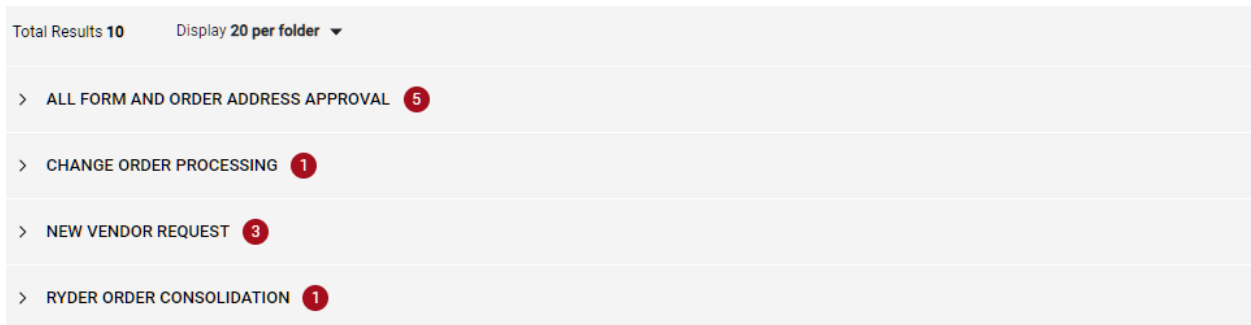 Total Results 10 Display 20 per folder
ALL FORM AND ORDER ADDRESS APPROVAL 5
CHANGE ORDER PROCESSING 1
NEW VENDOR REQUEST 3
RYDER ORDER CONSOLIDATION 1